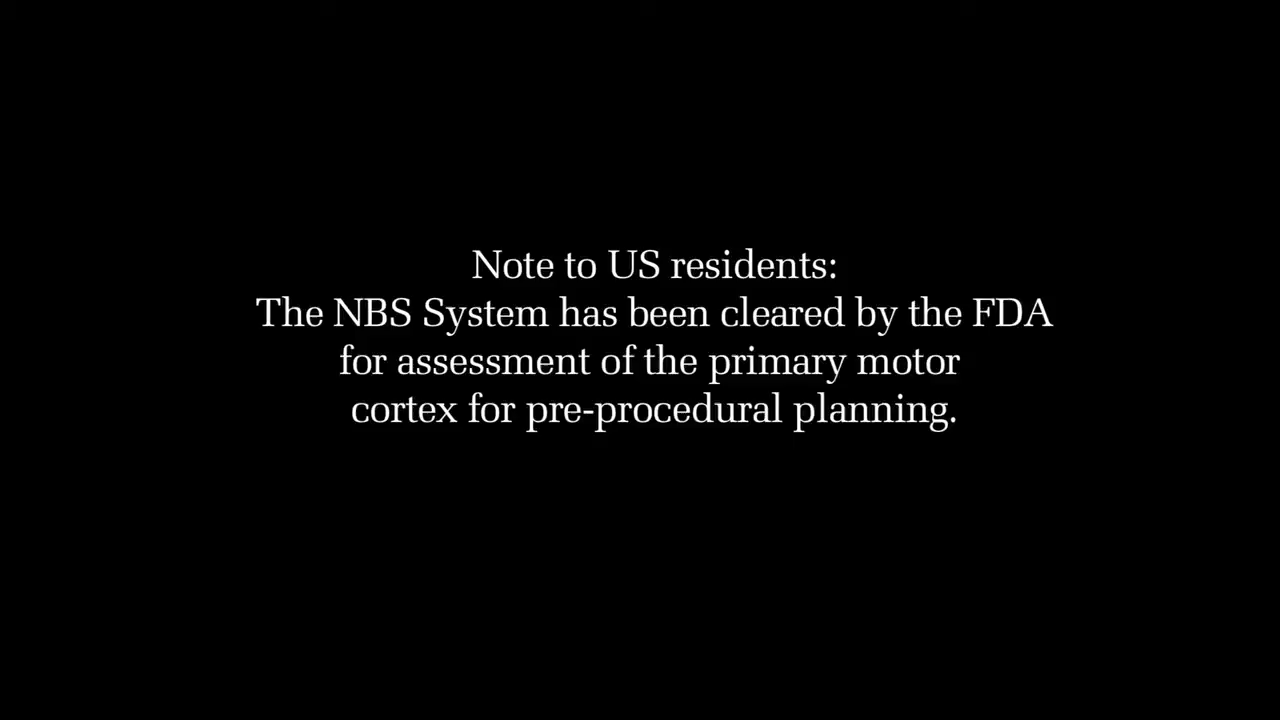 Note to US residents:
The NBS System has been cleared by the FDA
for assessment of the primary motor
cortex for pre-procedural planning.